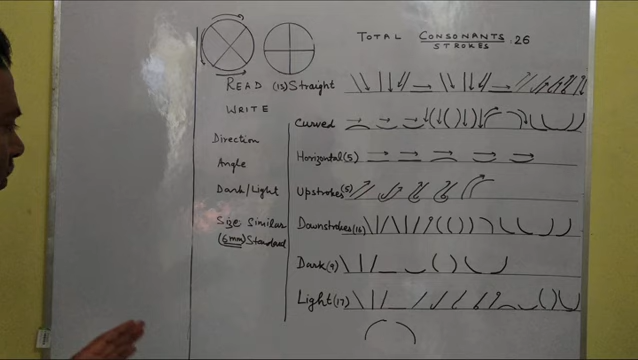 TOTAL CONSONANTS STROKES : 26
READ (13) Straight
WRITE
Curved
Direction
Horizontal (5)
Angle
Dark/Light
Upstrokes (5)
Size Similar
Downstrokes (16)
(6mm) Standard
Dark (9)
Light (17)